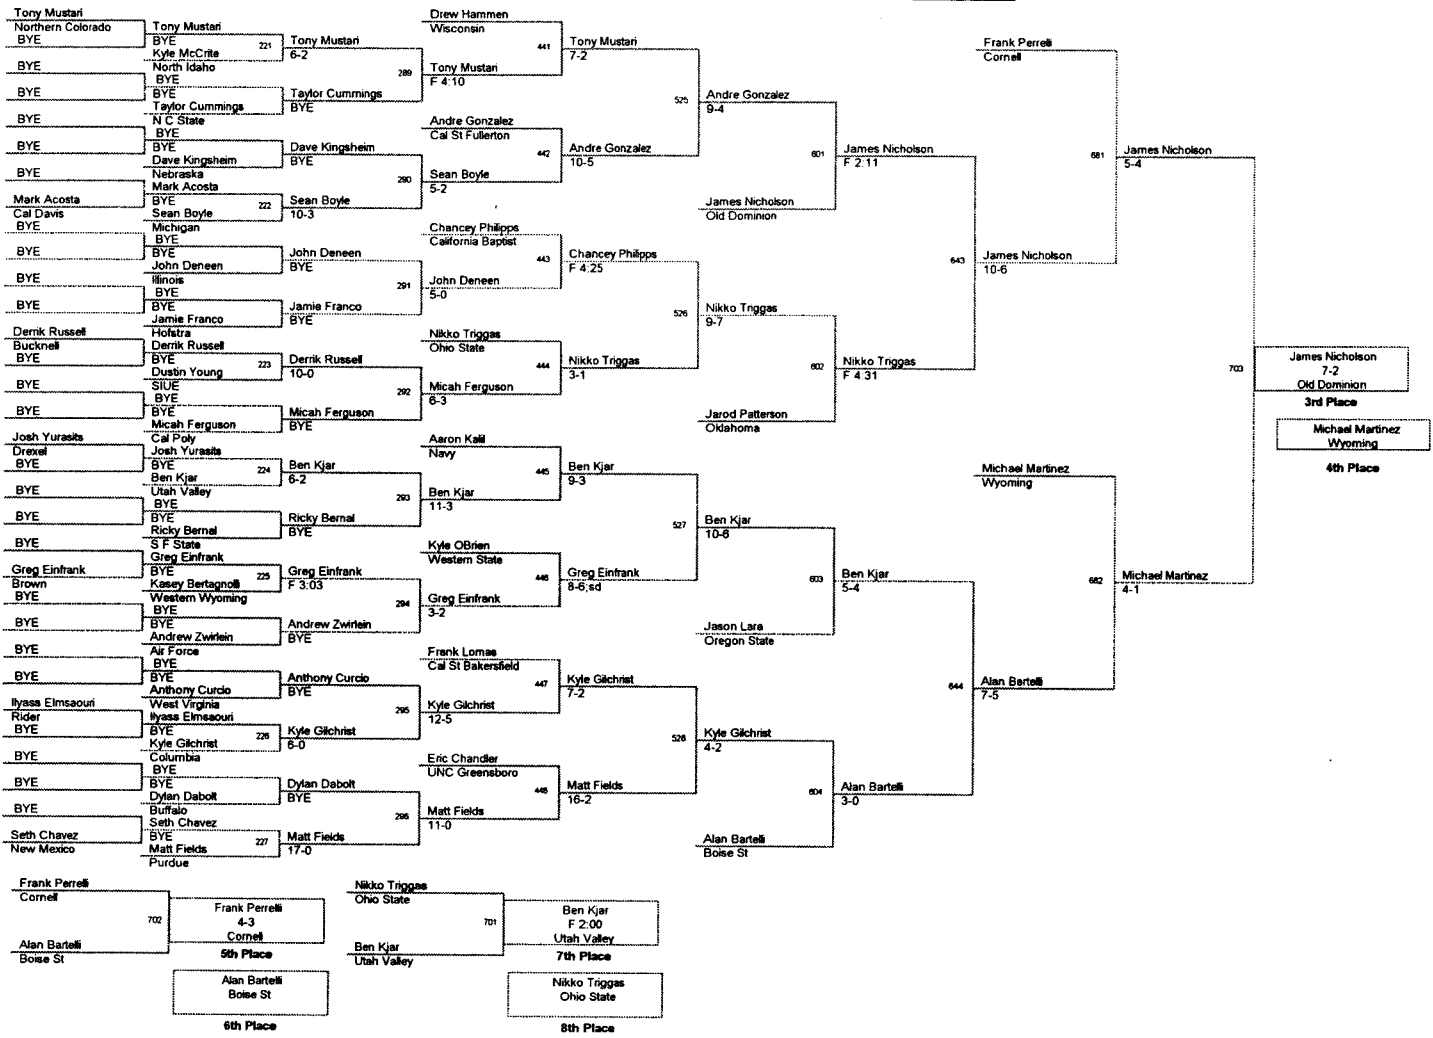 Tony Mustari
Northern Colorado
BYE
BYE
BYE
BYE
BYE
BYE
Mark Acosta
Cal Davis
BYE
BYE
BYE
BYE
Derrik Russell
Bucknell
BYE
BYE
BYE
Josh Yurasits
Drexel
BYE
BYE
BYE
BYE
Greg Einfrank
Brown
BYE
BYE
BYE
BYE
Ilyass Elmsaouri
Rider
BYE
BYE
BYE
BYE
Seth Chavez
New Mexico
Tony Mustari
BYE
221
Kyle McCrite
North Idaho
BYE
BYE
Taylor Cummings
N C State
BYE
BYE
Dave Kingsheim
Nebraska
Mark Acosta
BYE
222
Sean Boyle
Michigan
BYE
BYE
John Deneen
Illinois
BYE
BYE
Jamie Franco
Hofstra
Derrik Russell
BYE
223
Dustin Young
SIUE
BYE
BYE
Micah Ferguson
Cal Poly
Josh Yurasits
BYE
224
Ben Kjar
Utah Valley
BYE
BYE
Ricky Bernal
S F State
Greg Einfrank
BYE
225
Kasey Bertagnolli
Western Wyoming
BYE
BYE
Andrew Zwirlein
Air Force
BYE
BYE
Anthony Curcio
West Virginia
Ilyass Elmsaouri
BYE
226
Kyle Gilchrist
Columbia
BYE
BYE
Dylan Dabolt
Buffalo
Seth Chavez
BYE
227
Matt Fields
Purdue
Tony Mustari
6-2
289
Taylor Cummings
BYE
Dave Kingsheim
BYE
290
Sean Boyle
10-3
John Deneen
BYE
291
Jamie Franco
BYE
Derrik Russell
10-0
292
Micah Ferguson
BYE
Ben Kjar
6-2
293
Ricky Bernal
BYE
Greg Einfrank
F 3:03
294
Andrew Zwirlein
BYE
Anthony Curcio
BYE
295
Kyle Gilchrist
6-0
Dylan Dabolt
BYE
296
Matt Fields
17-0
Drew Hammen
Wisconsin
441
Tony Mustari
F 4:10
Andre Gonzalez
Cal St Fullerton
442
Sean Boyle
5-2
Chancey Philipps
California Baptist
443
John Deneen
5-0
Nikko Triggas
Ohio State
444
Micah Ferguson
6-3
Aaron Kalil
Navy
445
Ben Kjar
11-3
Kyle OBrien
Western State
446
Greg Einfrank
3-2
Frank Lomas
Cal St Bakersfield
447
Kyle Gilchrist
12-5
Eric Chandler
UNC Greensboro
448
Matt Fields
11-0
Tony Mustari
7-2
525
Andre Gonzalez
10-5
Chancey Philipps
F 4:25
526
Nikko Triggas
3-1
Ben Kjar
9-3
527
Greg Einfrank
8-6;sd
Kyle Gilchrist
7-2
528
Matt Fields
16-2
Andre Gonzalez
9-4
601
James Nicholson
Old Dominion
Nikko Triggas
9-7
602
Jarod Patterson
Oklahoma
Ben Kjar
10-6
603
Jason Lara
Oregon State
Kyle Gilchrist
4-2
604
Alan Bartelli
Boise St
James Nicholson
F 2:11
643
Nikko Triggas
F 4:31
Ben Kjar
5-4
644
Alan Bartelli
3-0
Frank Perrelli
Cornell
681
James Nicholson
10-6
Michael Martinez
Wyoming
682
Alan Bartelli
7-5
James Nicholson
5-4
703
Michael Martinez
4-1
James Nicholson
7-2
Old Dominion
3rd Place
Michael Martinez
Wyoming
4th Place
Frank Perrelli
Cornell
702
Alan Bartelli
Boise St
Frank Perrelli
4-3
Cornell
5th Place
Alan Bartelli
Boise St
6th Place
Nikko Triggas
Ohio State
701
Ben Kjar
Utah Valley
Ben Kjar
F 2:00
Utah Valley
7th Place
Nikko Triggas
Ohio State
8th Place